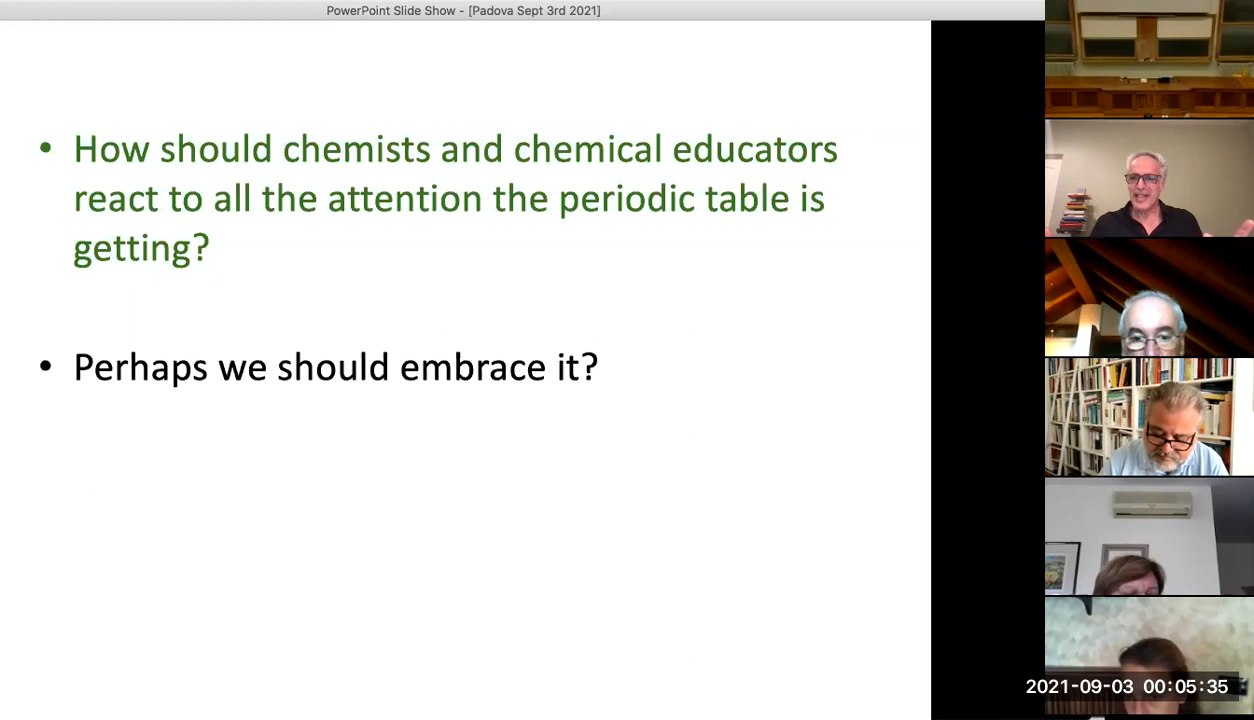 PowerPoint Slide Show - [Padova Sept 3rd 2021]
• How should chemists and chemical educators
react to all the attention the periodic table is
getting?
• Perhaps we should embrace it?
2021-09-03 00:05:35